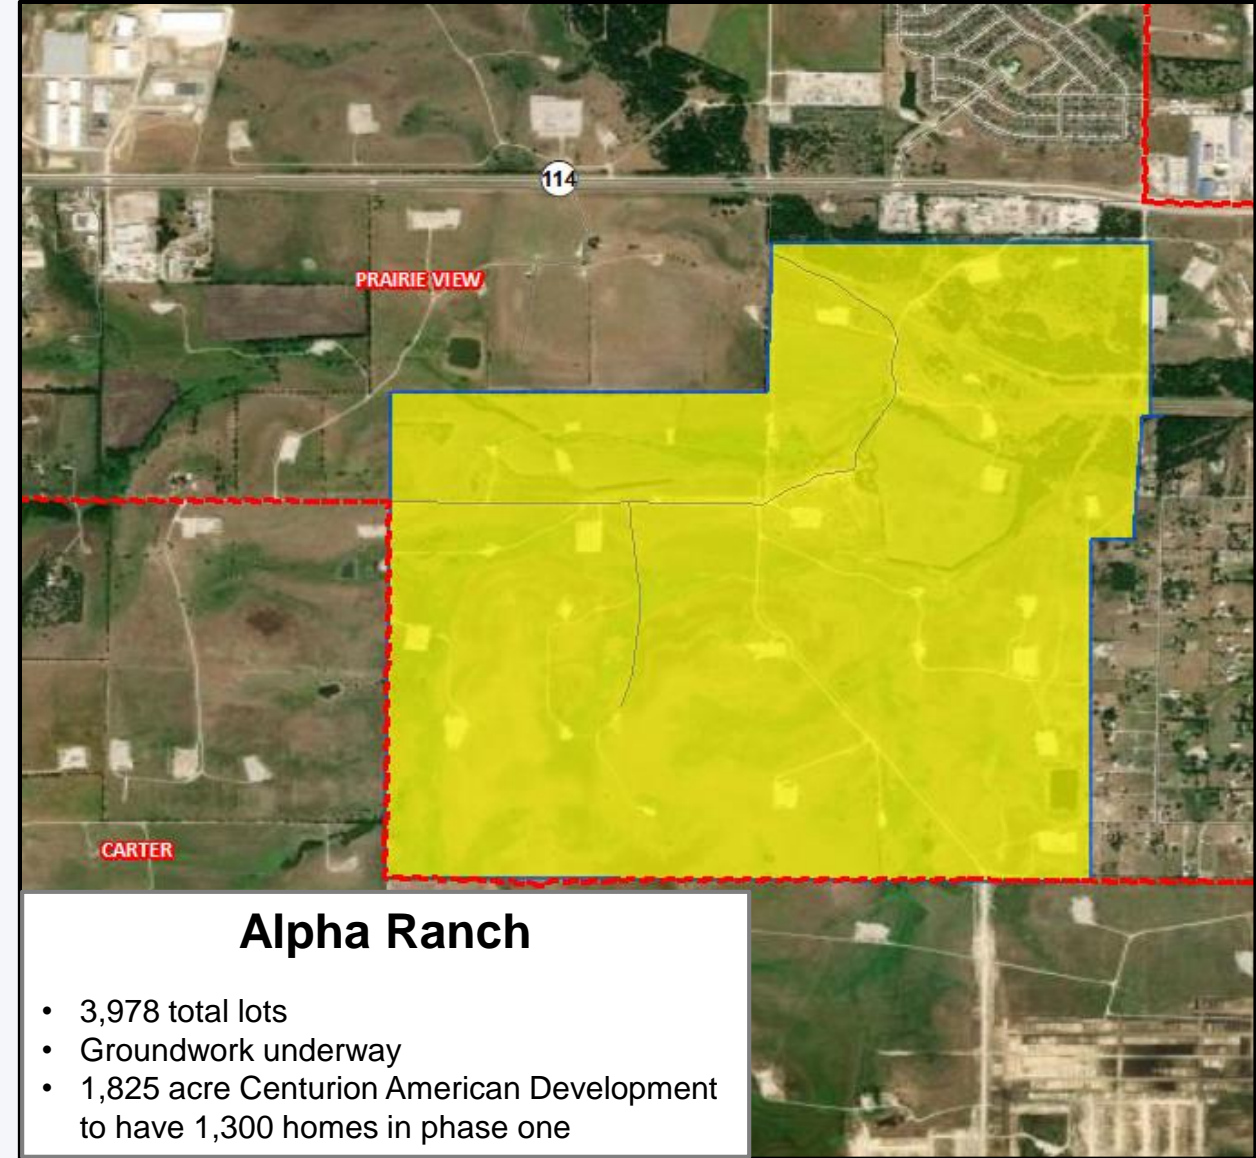 114
PRAIRIE VIEW
CARTER
Alpha Ranch
• 3,978 total lots
• Groundwork underway
• 1,825 acre Centurion American Development
to have 1,300 homes in phase one